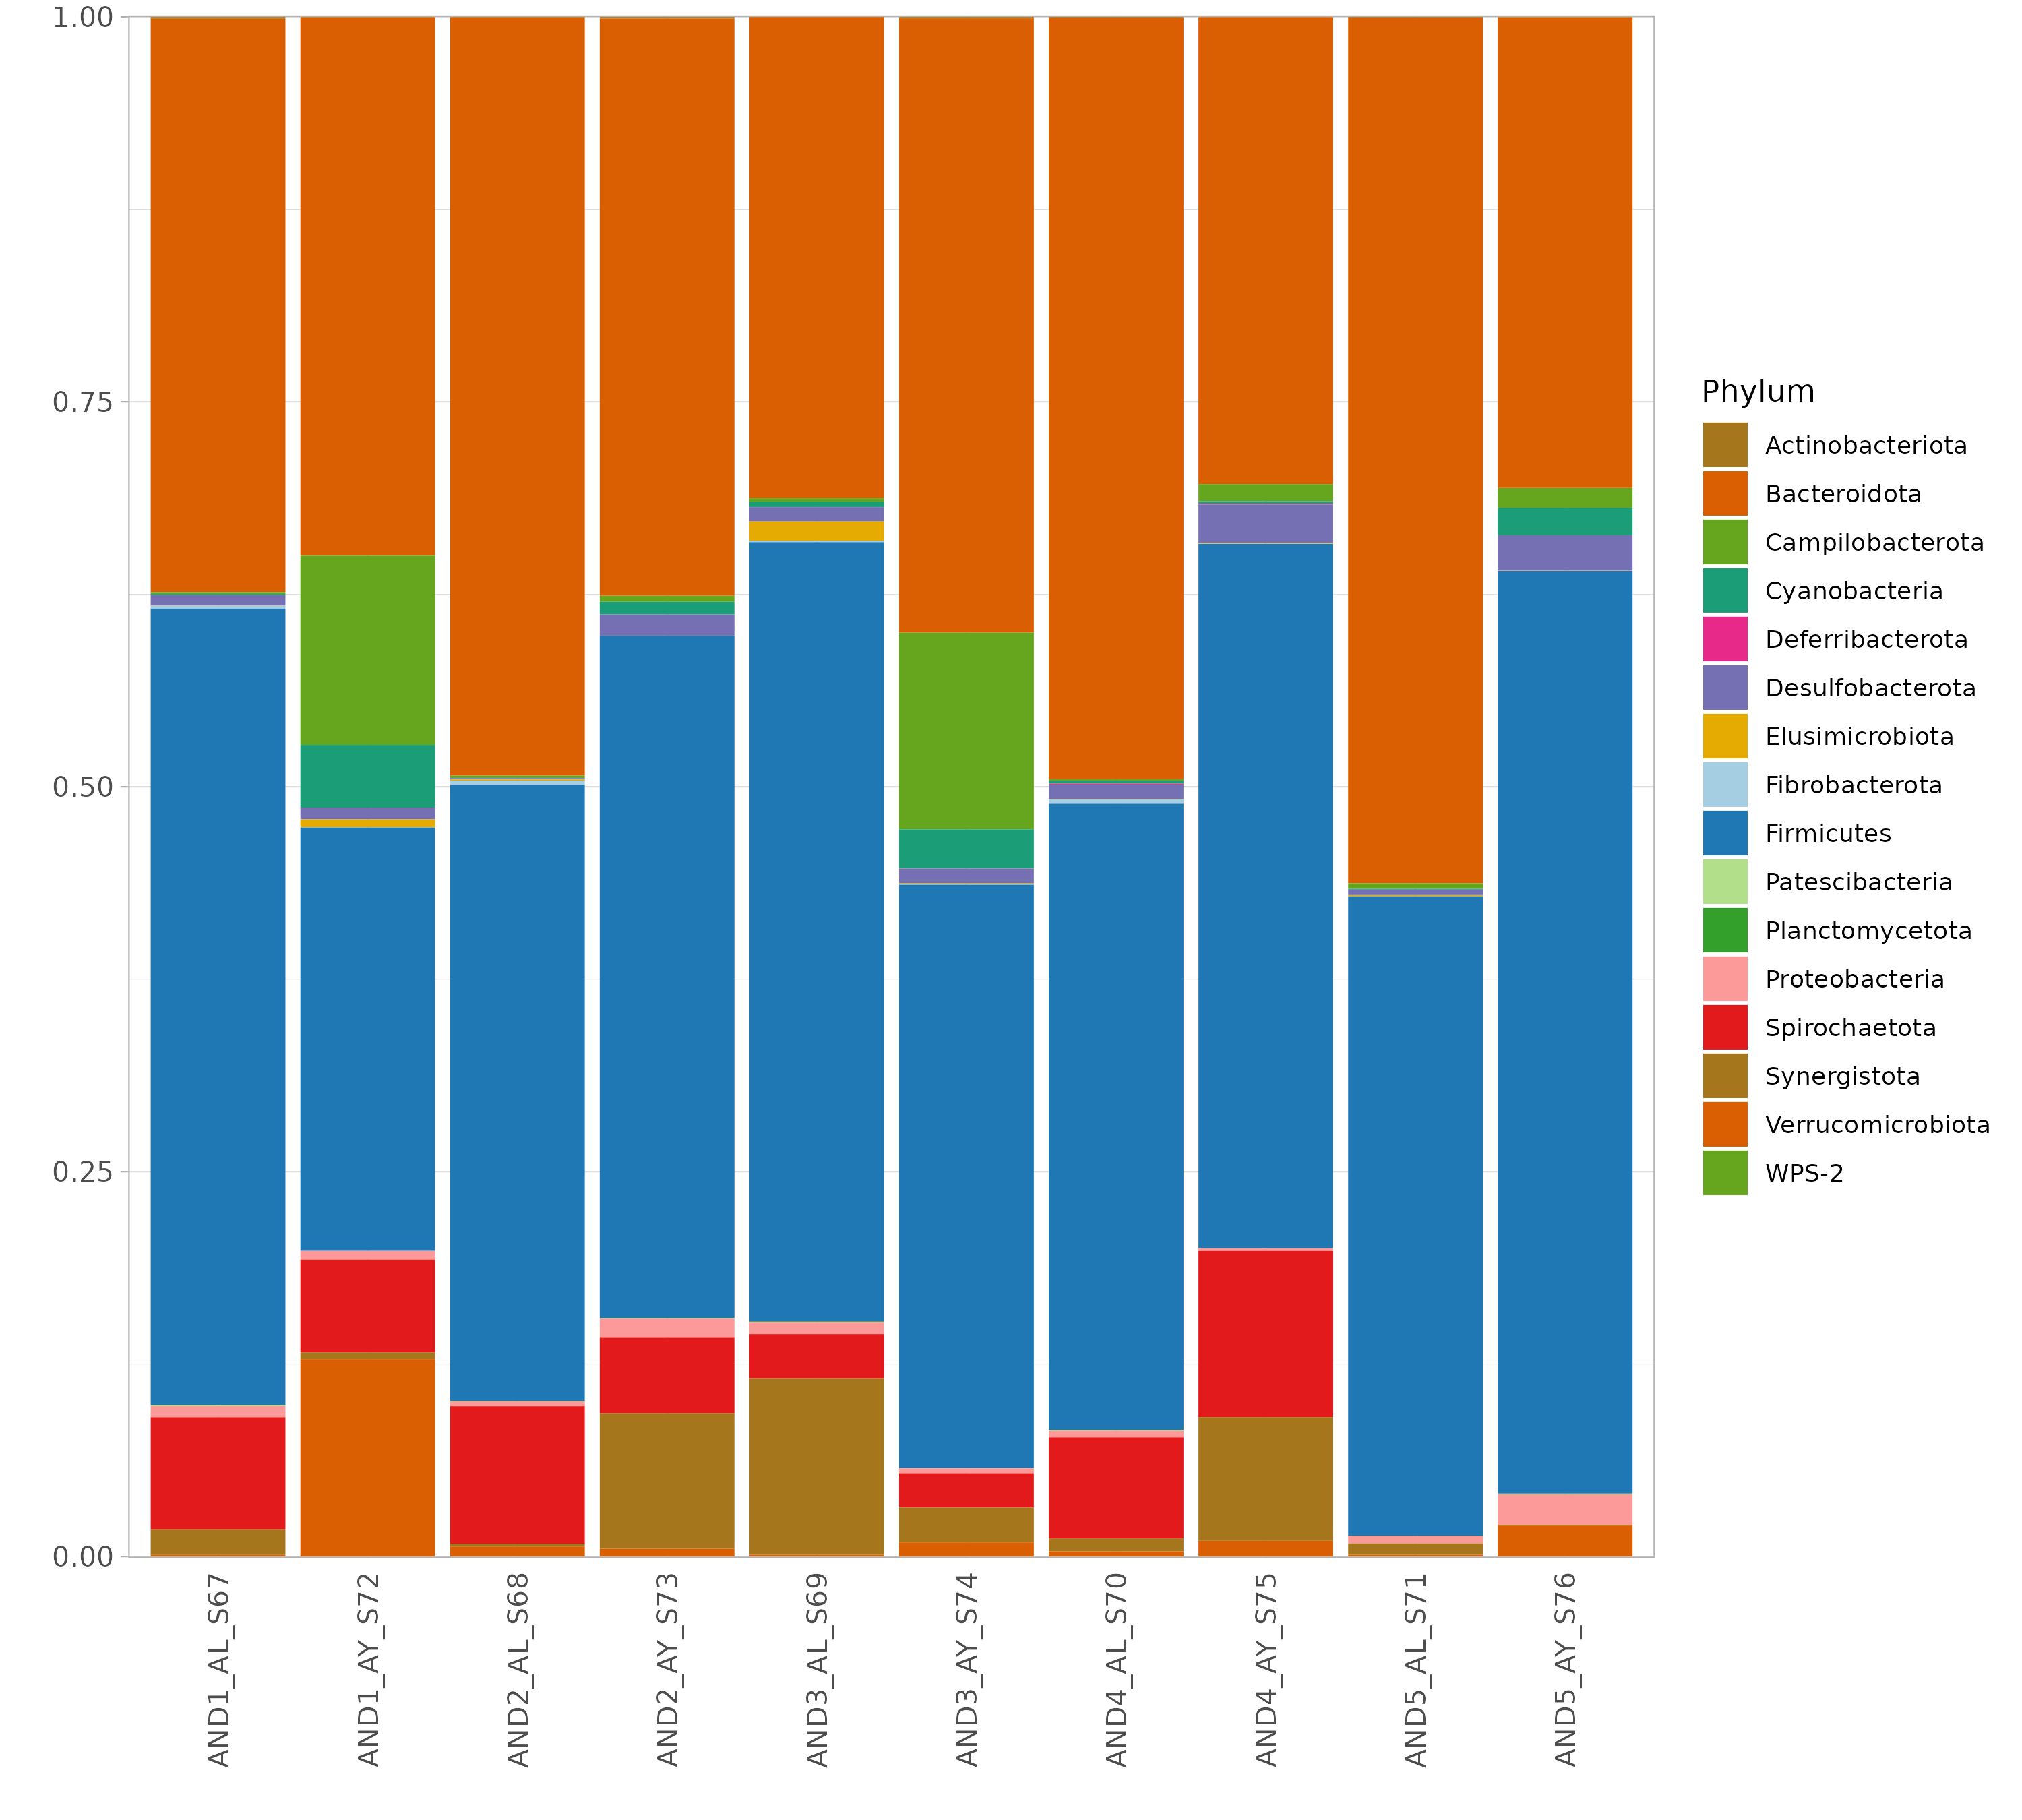 1.00
0.75
0.50
0.25
0.00
AND1_AL_S67
AND1_AY_S72
AND2_AL_S68
AND2_AY_S73
AND3_AL_S69
AND3_AY_S74
AND4_AL_S70
AND4_AY_S75
AND5_AL_S71
AND5_AY_S76
Phylum
Actinobacteriota
Bacteroidota
Campilobacterota
Cyanobacteria
Deferribacterota
Desulfobacterota
Elusimicrobiota
Fibrobacterota
Firmicutes
Patescibacteria
Planctomycetota
Proteobacteria
Spirochaetota
Synergistota
Verrucomicrobiota
WPS-2